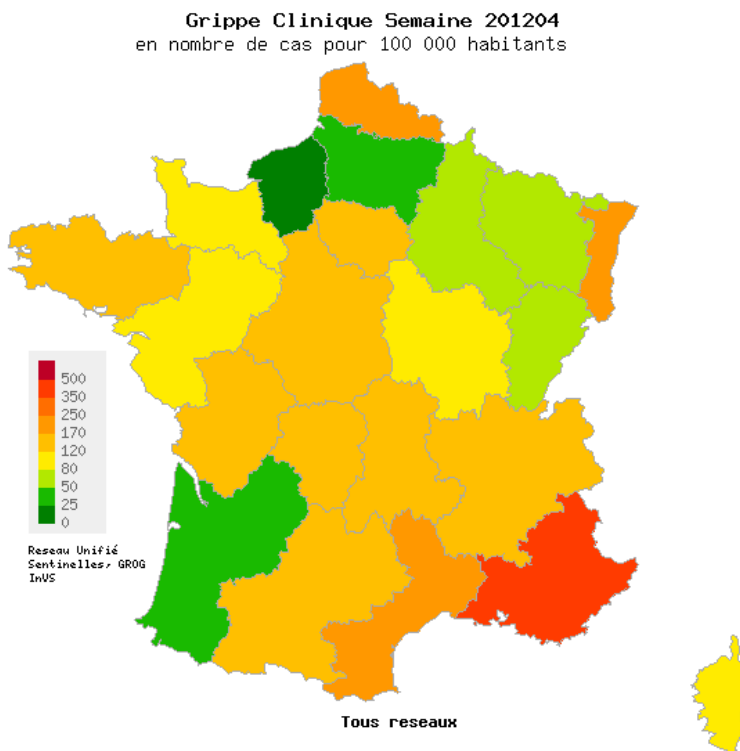 Grippe Clinique Semaine 201204
en nombre de cas pour 100 000 habitants
500
350
250
170
120
80
50
25
0
Reseau Unifié
Sentinelles, GROG
InVS
Tous reseaux